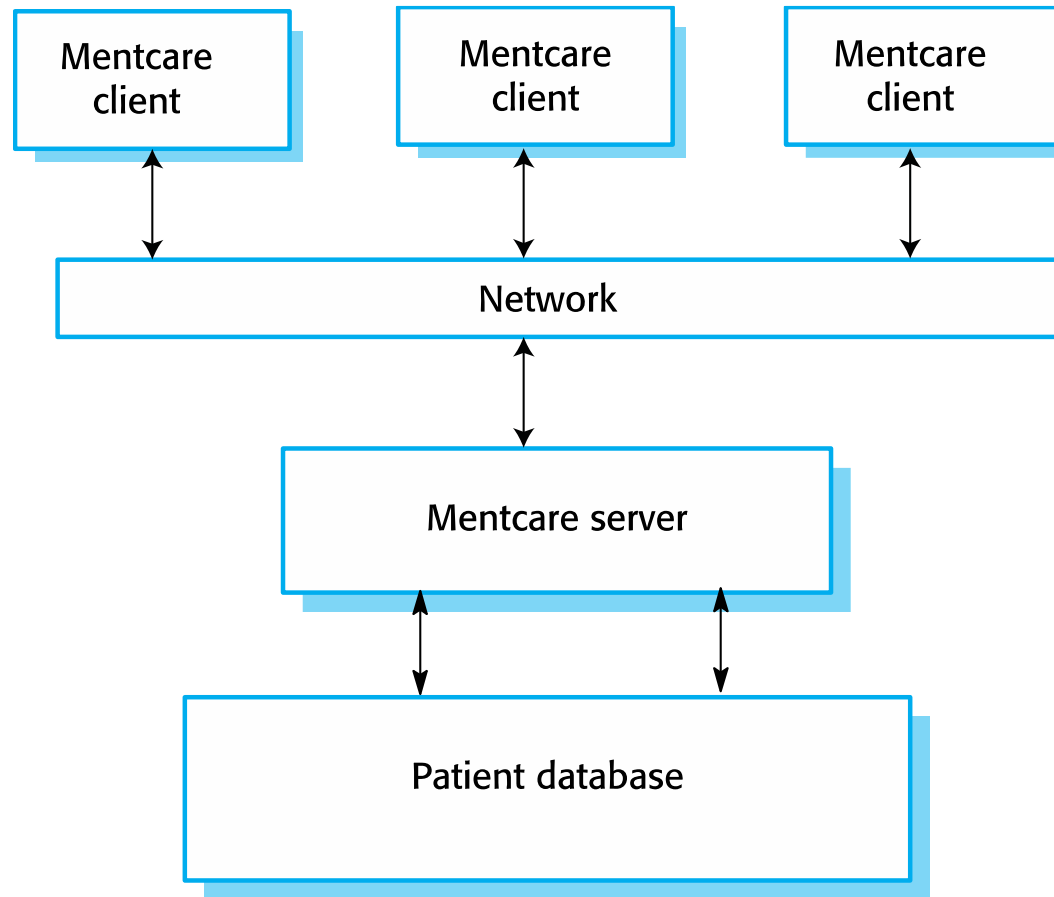 Mentcare
client
Mentcare
client
Mentcare
client
Network
Mentcare server
Patient database